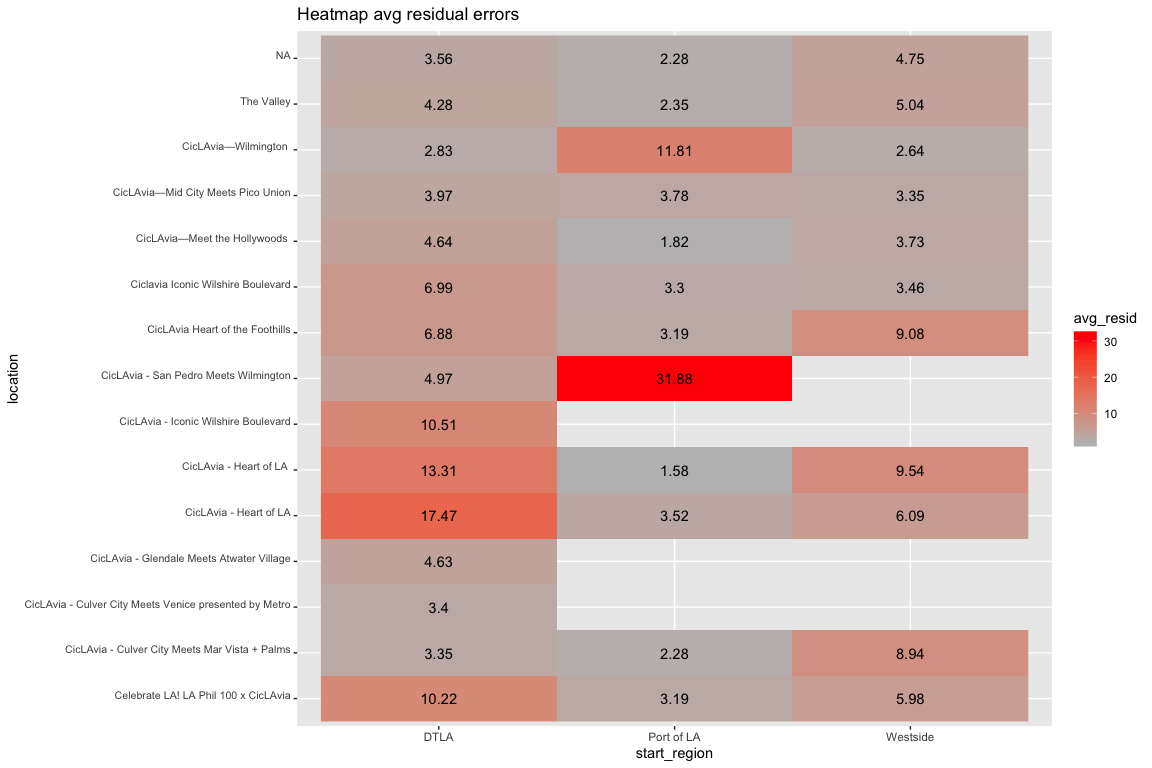 Heatmap avg residual errors
NA 3.56 2.28 4.75
The Valley 4.28 2.35 5.04
CicLAvia—Wilmington 2.83 11.81 2.64
CicLAvia—Mid City Meets Pico Union 3.97 3.78 3.35
CicLAvia—Meet the Hollywoods 4.64 1.82 3.73
Ciclavia Iconic Wilshire Boulevard 6.99 3.3 3.46
CicLAvia Heart of the Foothills 6.88 3.19 9.08
CicLAvia - San Pedro Meets Wilmington 4.97 31.88
CicLAvia - Iconic Wilshire Boulevard 10.51
CicLAvia - Heart of LA 13.31 1.58 9.54
CicLAvia - Heart of LA 17.47 3.52 6.09
CicLAvia - Glendale Meets Atwater Village 4.63
CicLAvia - Culver City Meets Venice presented by Metro 3.4
CicLAvia - Culver City Meets Mar Vista + Palms 3.35 2.28 8.94
Celebrate LA! LA Phil 100 x CicLAvia 10.22 3.19 5.98
DTLA Port of LA Westside
start_region
location
avg_resid
30
20
10